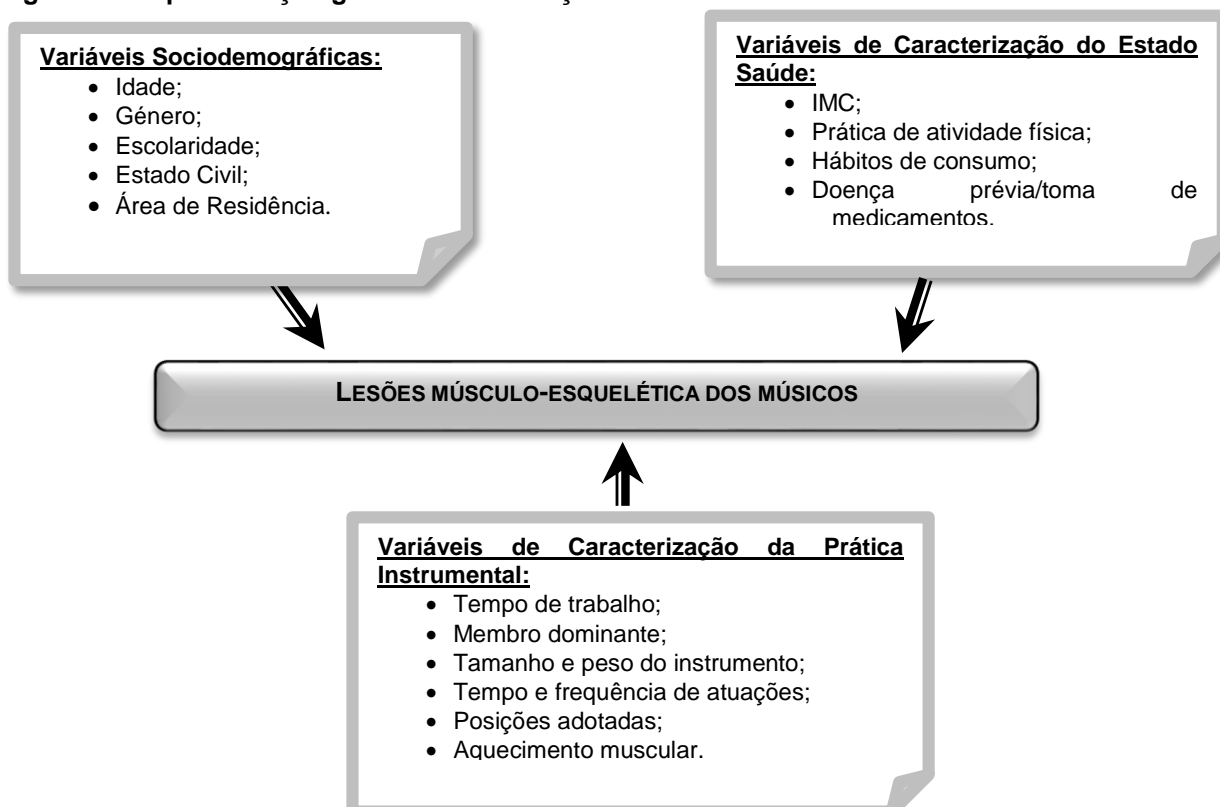 Variáveis Sociodemográficas:
• Idade;
• Género;
• Escolaridade;
• Estado Civil;
• Área de Residência.
Variáveis de Caracterização do Estado
Saúde:
• IMC;
• Prática de atividade física;
• Hábitos de consumo;
• Doença prévia/toma de
medicamentos.
LESÕES MÚSCULO-ESQUELÉTICA DOS MÚSICOS
Variáveis de Caracterização da Prática
Instrumental:
• Tempo de trabalho;
• Membro dominante;
• Tamanho e peso do instrumento;
• Tempo e frequência de atuações;
• Posições adotadas;
• Aquecimento muscular.